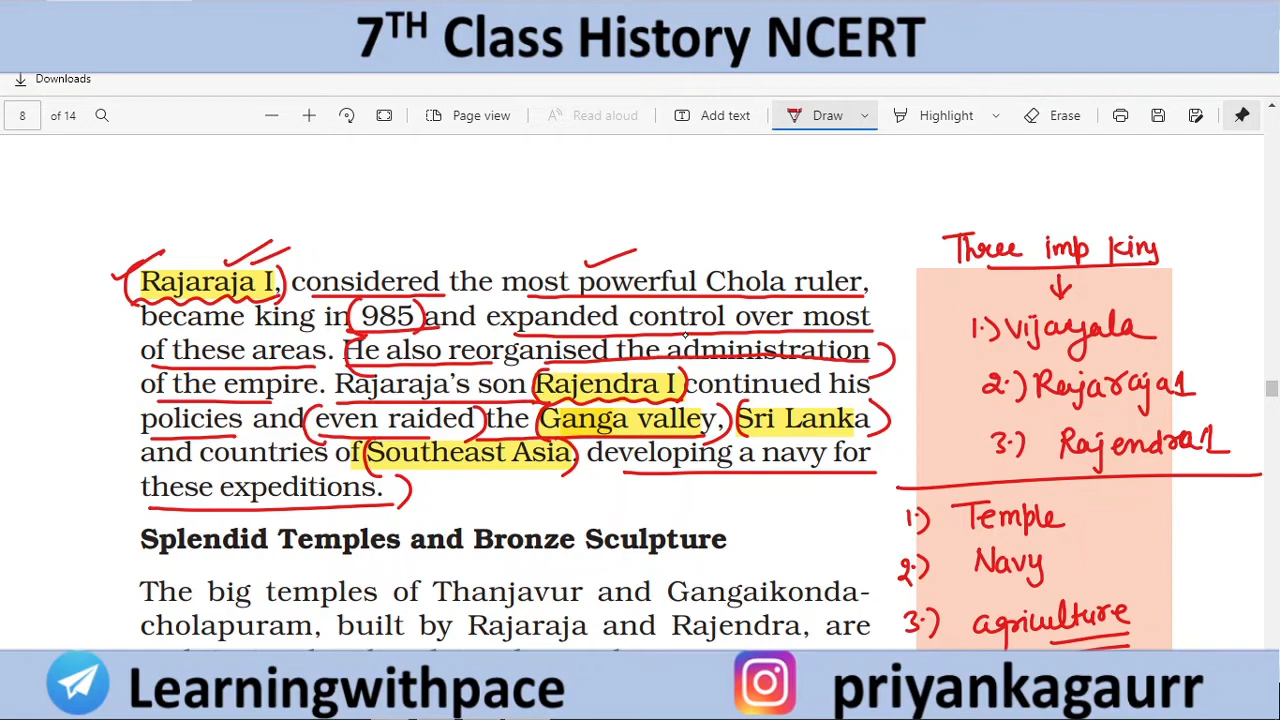 7TH Class History NCERT
Downloads
8 of 14 Page view Read aloud Add text Draw Highlight Erase
Three imp king
Rajaraja I, considered the most powerful Chola ruler,
became king in 985 and expanded control over most
of these areas. He also reorganised the administration
of the empire. Rajaraja's son Rajendra I continued his
policies and even raided the Ganga valley, Sri Lanka
and countries of Southeast Asia, developing a navy for
these expeditions.
1.) Vijayala
2.) Rajaraja1
3.) Rajendra1
1.) Temple
2.) Navy
3.) agriculture
Splendid Temples and Bronze Sculpture
The big temples of Thanjavur and Gangaikonda-
cholapuram, built by Rajaraja and Rajendra, are
Learningwithpace
priyankagaurr